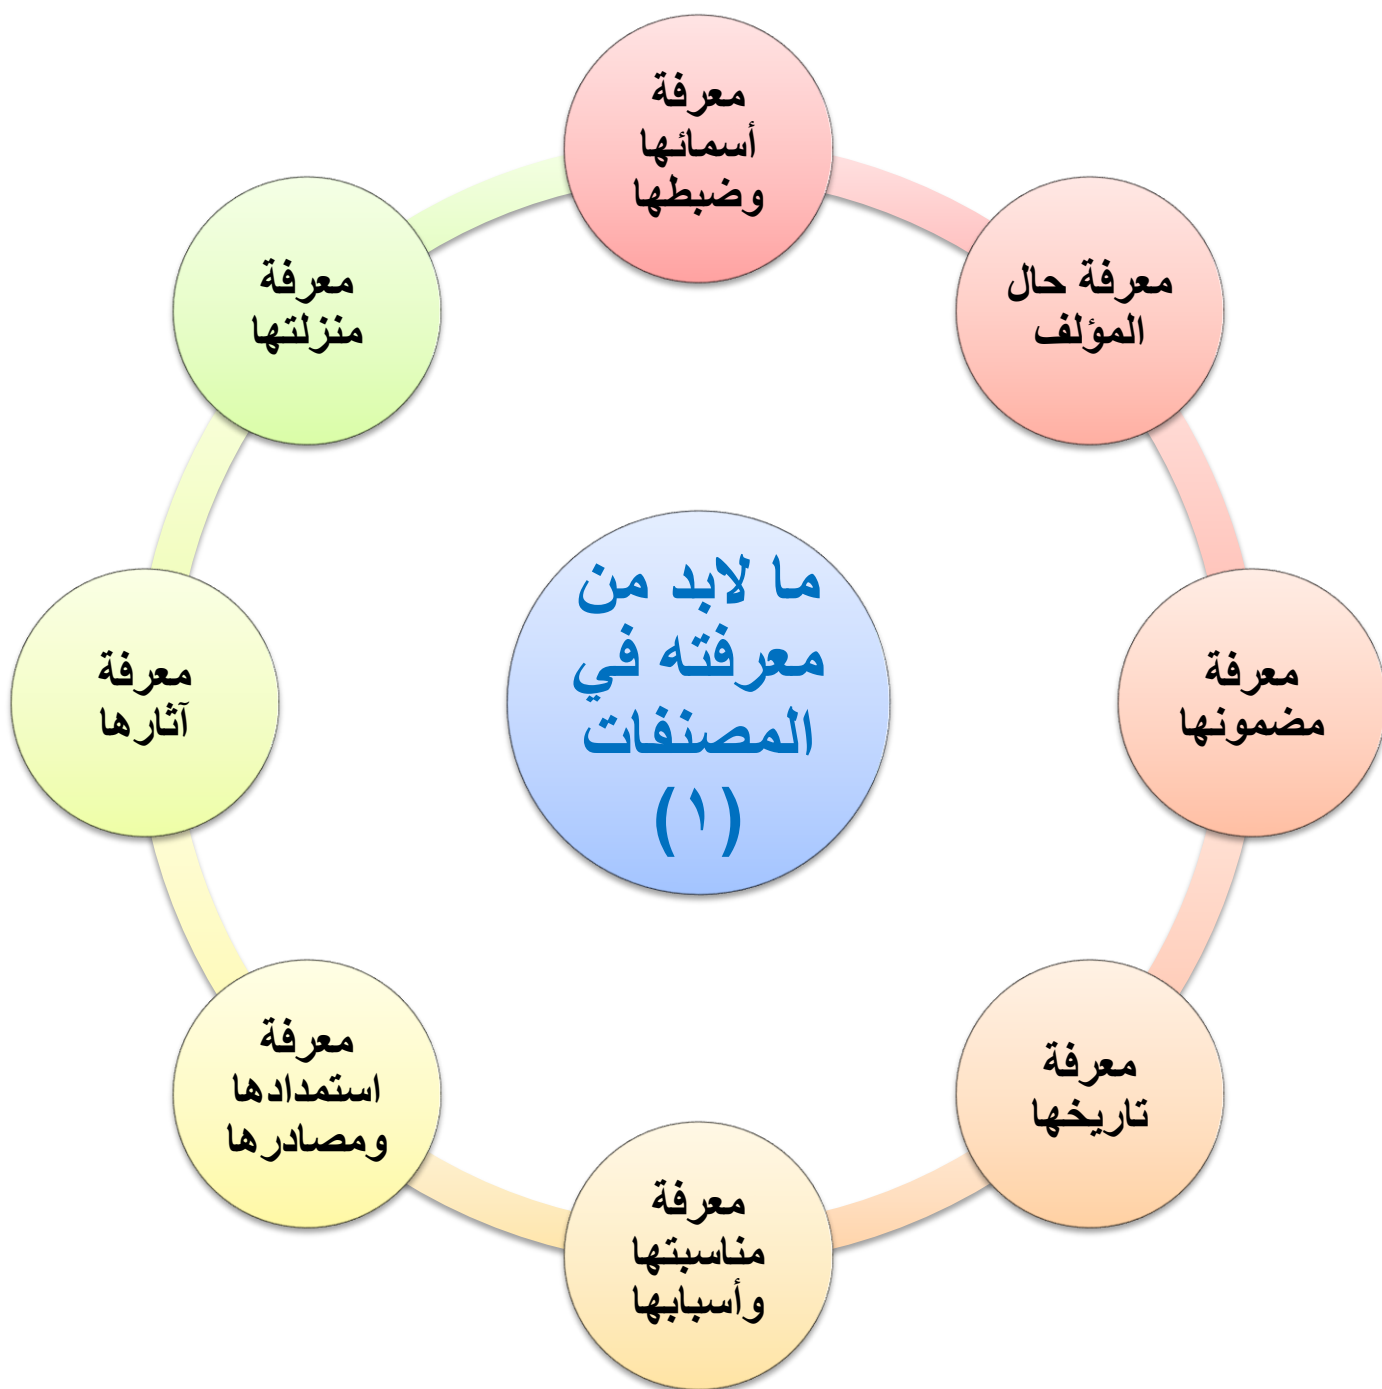 معرفة
أسمائها
وضبطها
معرفة حال
المؤلف
معرفة
مضمونها
معرفة
تاريخها
معرفة
مناسبتها
وأسبابها
معرفة
استمدادها
ومصادرها
معرفة
آثارها
معرفة
منزلتها
ما لابد من
معرفته في
المصنفات
(١)